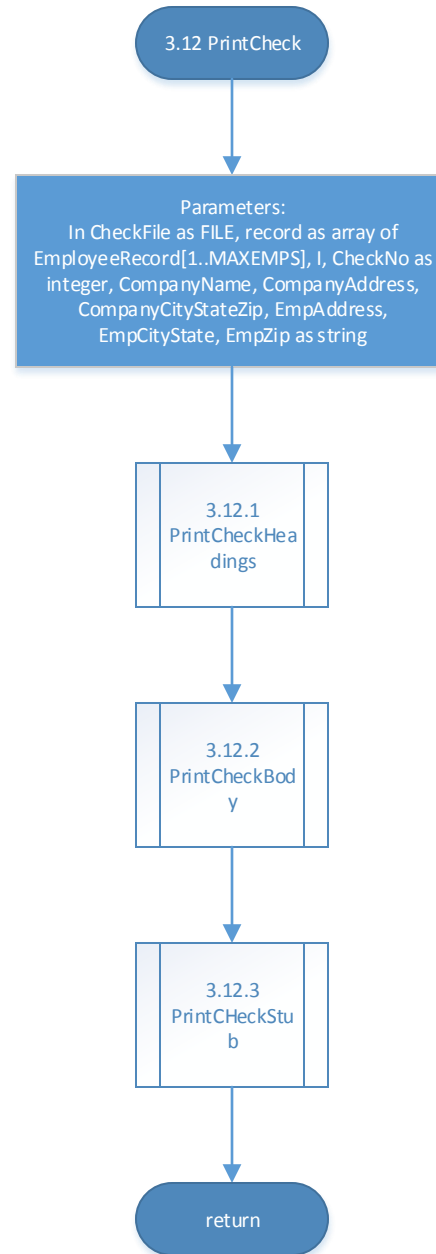 3.12 PrintCheck
Parameters:
In CheckFile as FILE, record as array of
EmployeeRecord[1..MAXEMPS], I, CheckNo as
integer, CompanyName, CompanyAddress,
CompanyCityStateZip, EmpAddress,
EmpCityState, EmpZip as string
3.12.1
PrintCheckHea
dings
3.12.2
PrintCheckBod
y
3.12.3
PrintCHeckStu
b
return